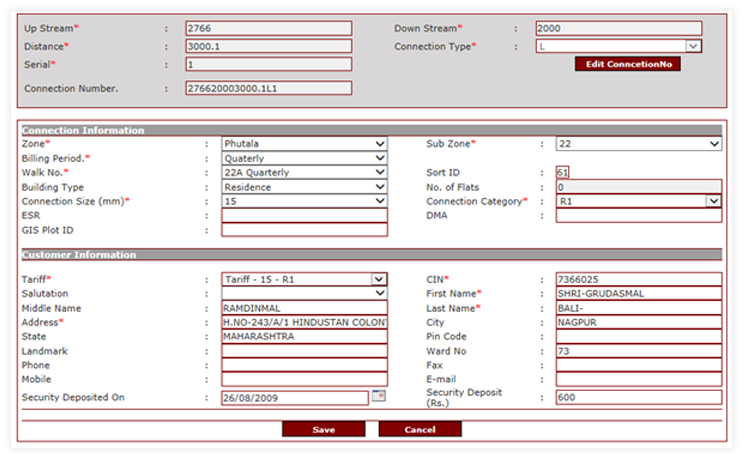 Up Stream* : 2766 Down Stream* : 2000
Distance* : 3000.1 Connection Type* : L
Serial* : 1 Edit ConncetionNo
Connection Number. : 276620003000.1L1
Connection Information
Zone* : Phutala Sub Zone* : 22
Billing Period.* : Quaterly
Walk No.* : 22A Quarterly Sort ID : 61
Building Type : Residence No. of Flats : 0
Connection Size (mm)* : 15 Connection Category* : R1
ESR : DMA :
GIS Plot ID :
Customer Information
Tariff* : Tariff - 15 - R1 CIN* : 7366025
Salutation : First Name* : SHRI-GRUDASMAL
Middle Name : RAMDINMAL Last Name* : BALI-
Address* : H.NO-243/A/1 HINDUSTAN COLON City : NAGPUR
State : MAHARASHTRA Pin Code :
Landmark : Ward No : 73
Phone : Fax :
Mobile : E-mail :
Security Deposited On : 26/08/2009 Security Deposit (Rs.) : 600
Save Cancel